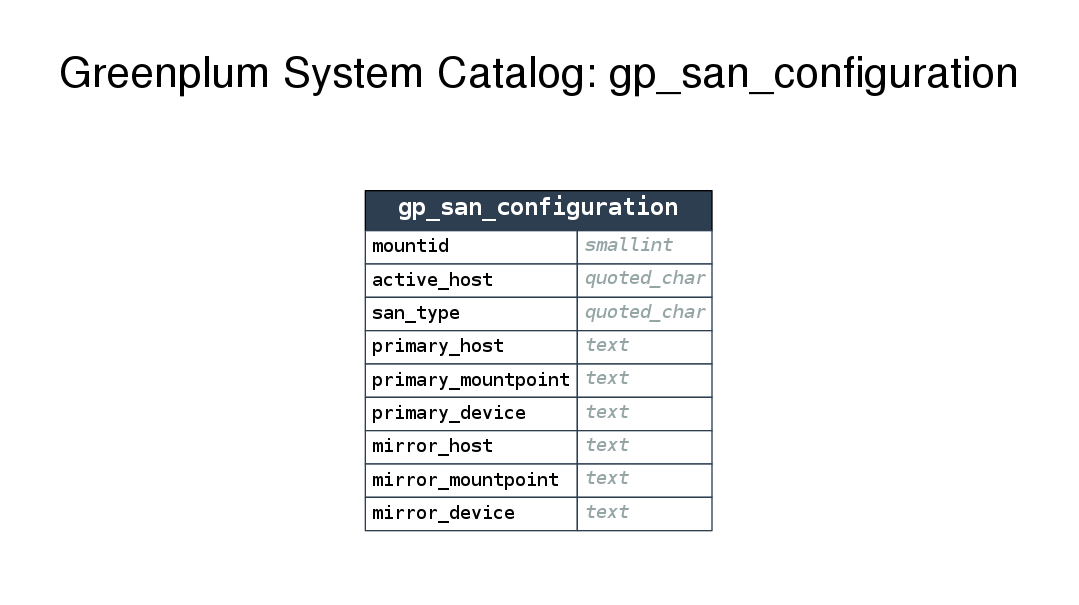 Greenplum System Catalog: gp_san_configuration
gp_san_configuration
mountid smallint
active_host quoted_char
san_type quoted_char
primary_host text
primary_mountpoint text
primary_device text
mirror_host text
mirror_mountpoint text
mirror_device text